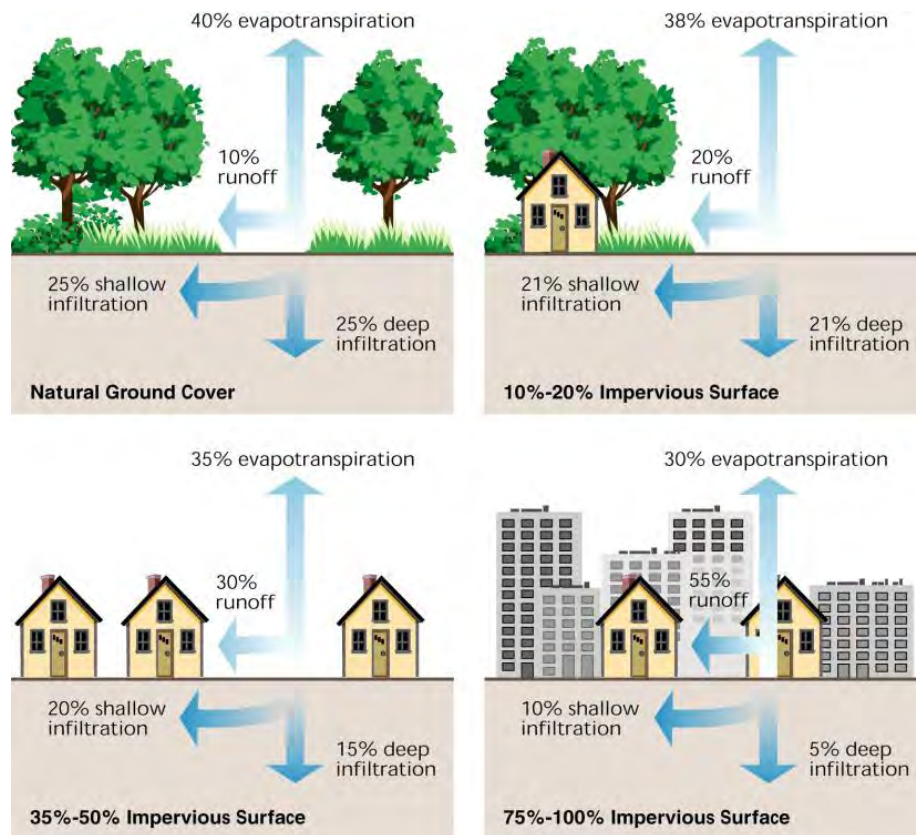 40% evapotranspiration
10%
runoff
25% shallow
infiltration
25% deep
infiltration
Natural Ground Cover
38% evapotranspiration
20%
runoff
21% shallow
infiltration
21% deep
infiltration
10%-20% Impervious Surface
35% evapotranspiration
30%
runoff
20% shallow
infiltration
15% deep
infiltration
35%-50% Impervious Surface
30% evapotranspiration
55%
runoff
10% shallow
infiltration
5% deep
infiltration
75%-100% Impervious Surface